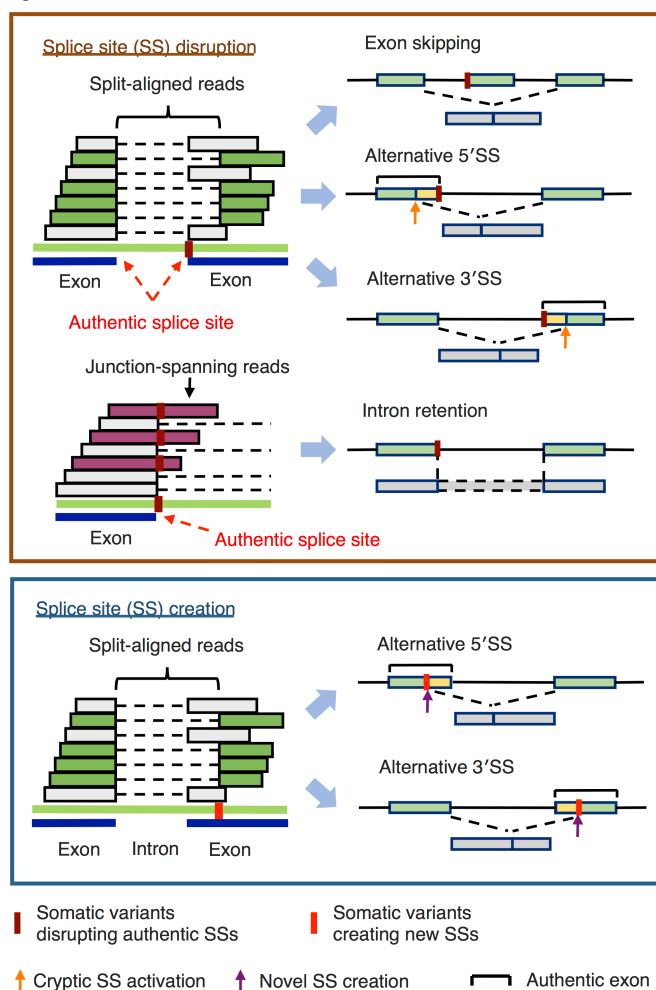 Splice site (SS) disruption
Split-aligned reads
Exon
Exon
Authentic splice site
Junction-spanning reads
Exon
Authentic splice site
Exon skipping
Alternative 5′SS
Alternative 3′SS
Intron retention
Splice site (SS) creation
Split-aligned reads
Exon
Intron
Exon
Alternative 5′SS
Alternative 3′SS
Somatic variants
disrupting authentic SSs
Somatic variants
creating new SSs
Cryptic SS activation
Novel SS creation
Authentic exon